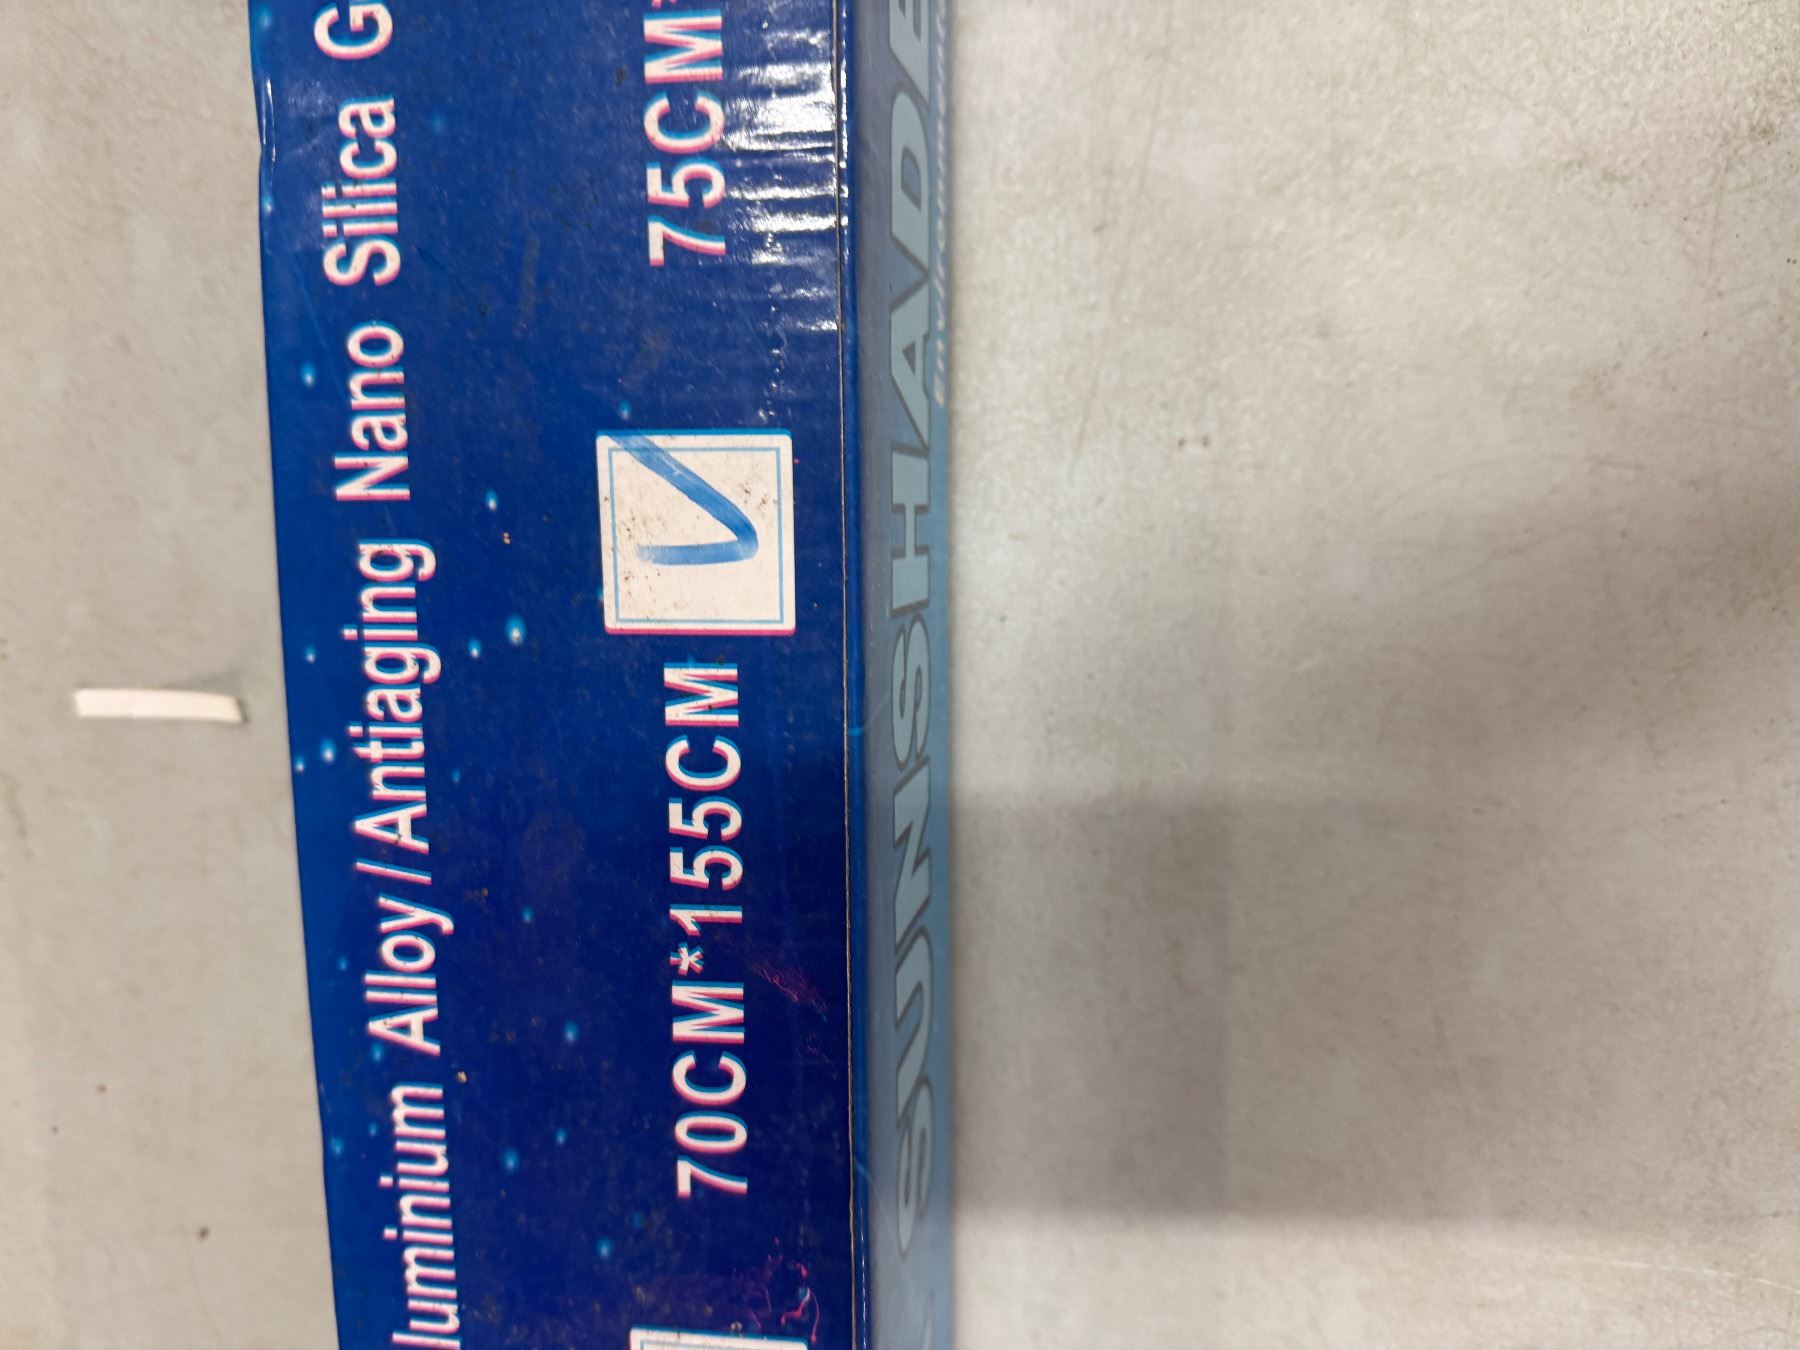 luminium Alloy/Antiaging Nano Silica G
70CM*155CM 75CM*
SUNSHADE